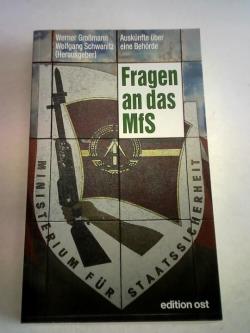 Werner Großmann
Wolfgang Schwanitz
(Herausgeber)
Auskünfte über
eine Behörde
Fragen
an das
MfS
MINISTERIUM FÜR STAATSSICHERHEIT
edition ost